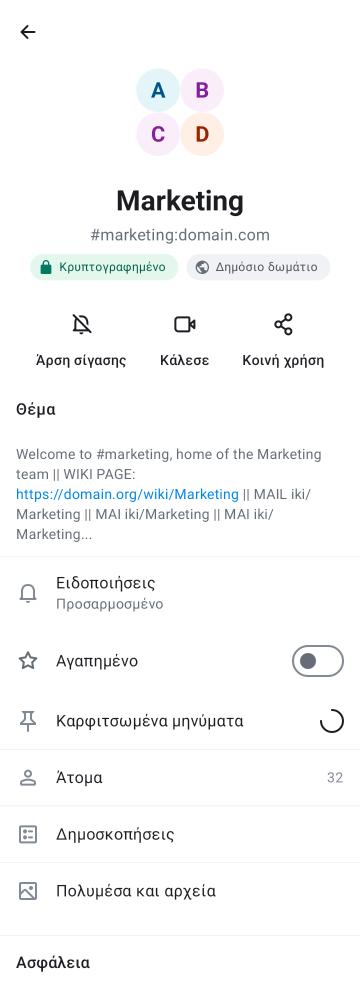 A B
C D
Marketing
#marketing:domain.com
Κρυπτογραφημένο Δημόσιο δωμάτιο
Άρση σίγασης Κάλεσε Κοινή χρήση
Θέμα
Welcome to #marketing, home of the Marketing
team || WIKI PAGE:
https://domain.org/wiki/Marketing || MAIL iki/
Marketing || MAI iki/Marketing || MAI iki/
Marketing...
Ειδοποιήσεις
Προσαρμοσμένο
Αγαπημένο
Καρφιτσωμένα μηνύματα
Άτομα 32
Δημοσκοπήσεις
Πολυμέσα και αρχεία
Ασφάλεια